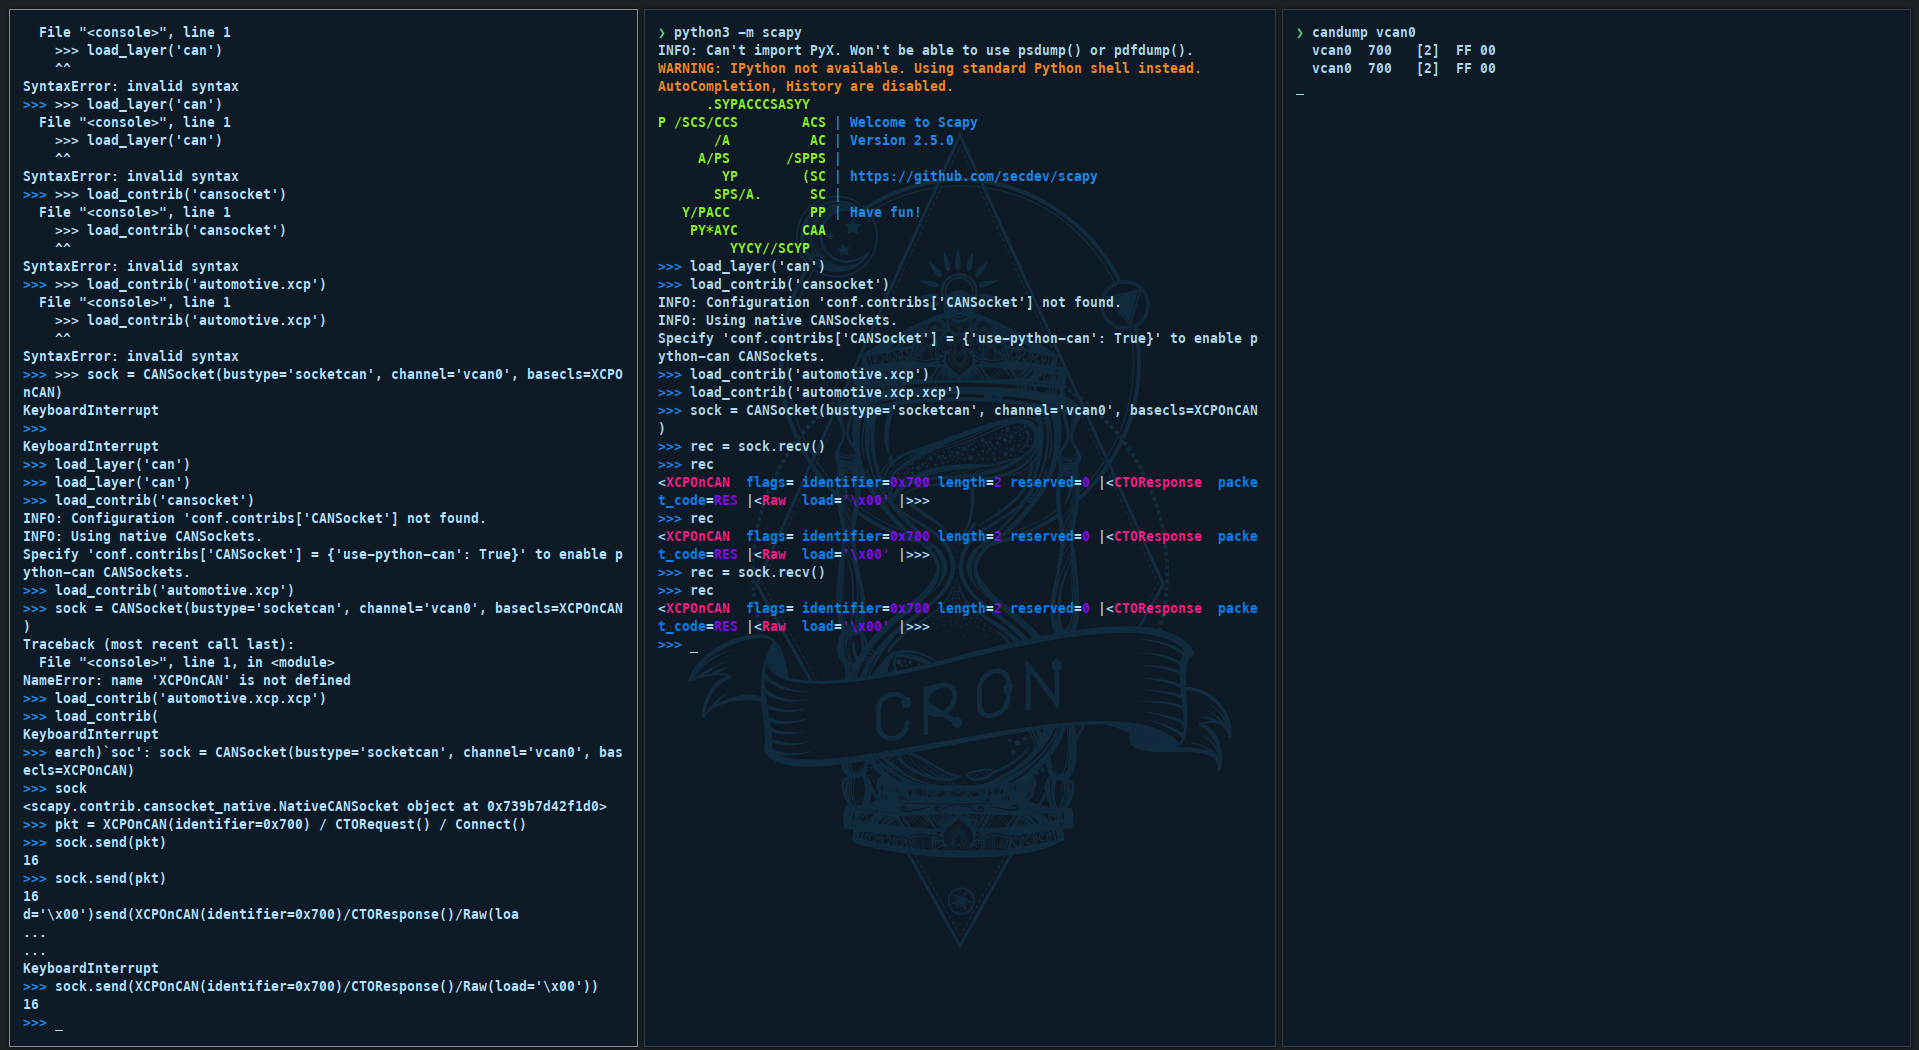 File "<console>", line 1
>>> load_layer('can')
^^
SyntaxError: invalid syntax
>>> >>> load_layer('can')
File "<console>", line 1
>>> load_layer('can')
^^
SyntaxError: invalid syntax
>>> >>> load_contrib('cansocket')
File "<console>", line 1
>>> load_contrib('cansocket')
^^
SyntaxError: invalid syntax
>>> >>> load_contrib('automotive.xcp')
File "<console>", line 1
>>> load_contrib('automotive.xcp')
^^
SyntaxError: invalid syntax
>>> >>> sock = CANSocket(bustype='socketcan', channel='vcan0', basecls=XCPO
nCAN)
KeyboardInterrupt
>>>
KeyboardInterrupt
>>> load_layer('can')
>>> load_layer('can')
>>> load_contrib('cansocket')
INFO: Configuration 'conf.contribs['CANSocket'] not found.
INFO: Using native CANSockets.
Specify 'conf.contribs['CANSocket'] = {'use-python-can': True}' to enable p
ython-can CANSockets.
>>> load_contrib('automotive.xcp')
>>> sock = CANSocket(bustype='socketcan', channel='vcan0', basecls=XCPOnCAN
)
Traceback (most recent call last):
File "<console>", line 1, in <module>
NameError: name 'XCPOnCAN' is not defined
>>> load_contrib('automotive.xcp.xcp')
>>> load_contrib(
KeyboardInterrupt
>>> earch)`soc': sock = CANSocket(bustype='socketcan', channel='vcan0', bas
ecls=XCPOnCAN)
>>> sock
<scapy.contrib.cansocket_native.NativeCANSocket object at 0x739b7d42f1d0>
>>> pkt = XCPOnCAN(identifier=0x700) / CTORequest() / Connect()
>>> sock.send(pkt)
16
>>> sock.send(pkt)
16
d='\x00')send(XCPOnCAN(identifier=0x700)/CTOResponse()/Raw(loa
...
...
KeyboardInterrupt
>>> sock.send(XCPOnCAN(identifier=0x700)/CTOResponse()/Raw(load='\x00'))
16
>>> _
❯ python3 -m scapy
INFO: Can't import PyX. Won't be able to use psdump() or pdfdump().
WARNING: IPython not available. Using standard Python shell instead.
AutoCompletion, History are disabled.
.SYPACCCSASYY
P /SCS/CCS        ACS | Welcome to Scapy
/A          AC | Version 2.5.0
A/PS       /SPPS |
YP        (SC | https://github.com/secdev/scapy
SPS/A.      SC |
Y/PACC          PP | Have fun!
PY*AYC        CAA
YYCY//SCYP
>>> load_layer('can')
>>> load_contrib('cansocket')
INFO: Configuration 'conf.contribs['CANSocket'] not found.
INFO: Using native CANSockets.
Specify 'conf.contribs['CANSocket'] = {'use-python-can': True}' to enable p
ython-can CANSockets.
>>> load_contrib('automotive.xcp')
>>> load_contrib('automotive.xcp.xcp')
>>> sock = CANSocket(bustype='socketcan', channel='vcan0', basecls=XCPOnCAN
)
>>> rec = sock.recv()
>>> rec
<XCPOnCAN  flags= identifier=0x700 length=2 reserved=0 |<CTOResponse  packe
t_code=RES |<Raw  load='\x00' |>>>
>>> rec
<XCPOnCAN  flags= identifier=0x700 length=2 reserved=0 |<CTOResponse  packe
t_code=RES |<Raw  load='\x00' |>>>
>>> rec = sock.recv()
>>> rec
<XCPOnCAN  flags= identifier=0x700 length=2 reserved=0 |<CTOResponse  packe
t_code=RES |<Raw  load='\x00' |>>>
>>> _
CRON
❯ candump vcan0
vcan0  700   [2]  FF 00
vcan0  700   [2]  FF 00
_